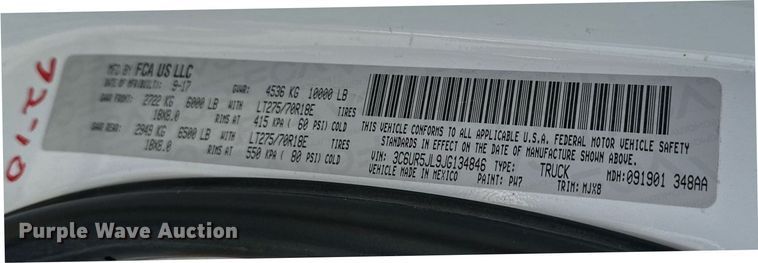 22-10
MFD BY FCA US LLC
DATE OF MFR(BUILT): 9-17 GVWR: 4536 KG 10000 LB
GAWR FRONT: 2722 KG 6000 LB WITH LT275/70R18E TIRES
18X8.0 RIMS AT 415 KPA ( 60 PSI) COLD
GAWR REAR: 2949 KG 6500 LB WITH LT275/70R18E TIRES
18X8.0 RIMS AT 550 KPA ( 80 PSI) COLD
THIS VEHICLE CONFORMS TO ALL APPLICABLE U.S.A. FEDERAL MOTOR VEHICLE SAFETY
STANDARDS IN EFFECT ON THE DATE OF MANUFACTURE SHOWN ABOVE.
VIN: 3C6UR5JL9JG134846 TYPE: TRUCK MDH: 091901 348AA
VEHICLE MADE IN MEXICO PAINT: PW7 TRIM: MJX8
Purple Wave Auction